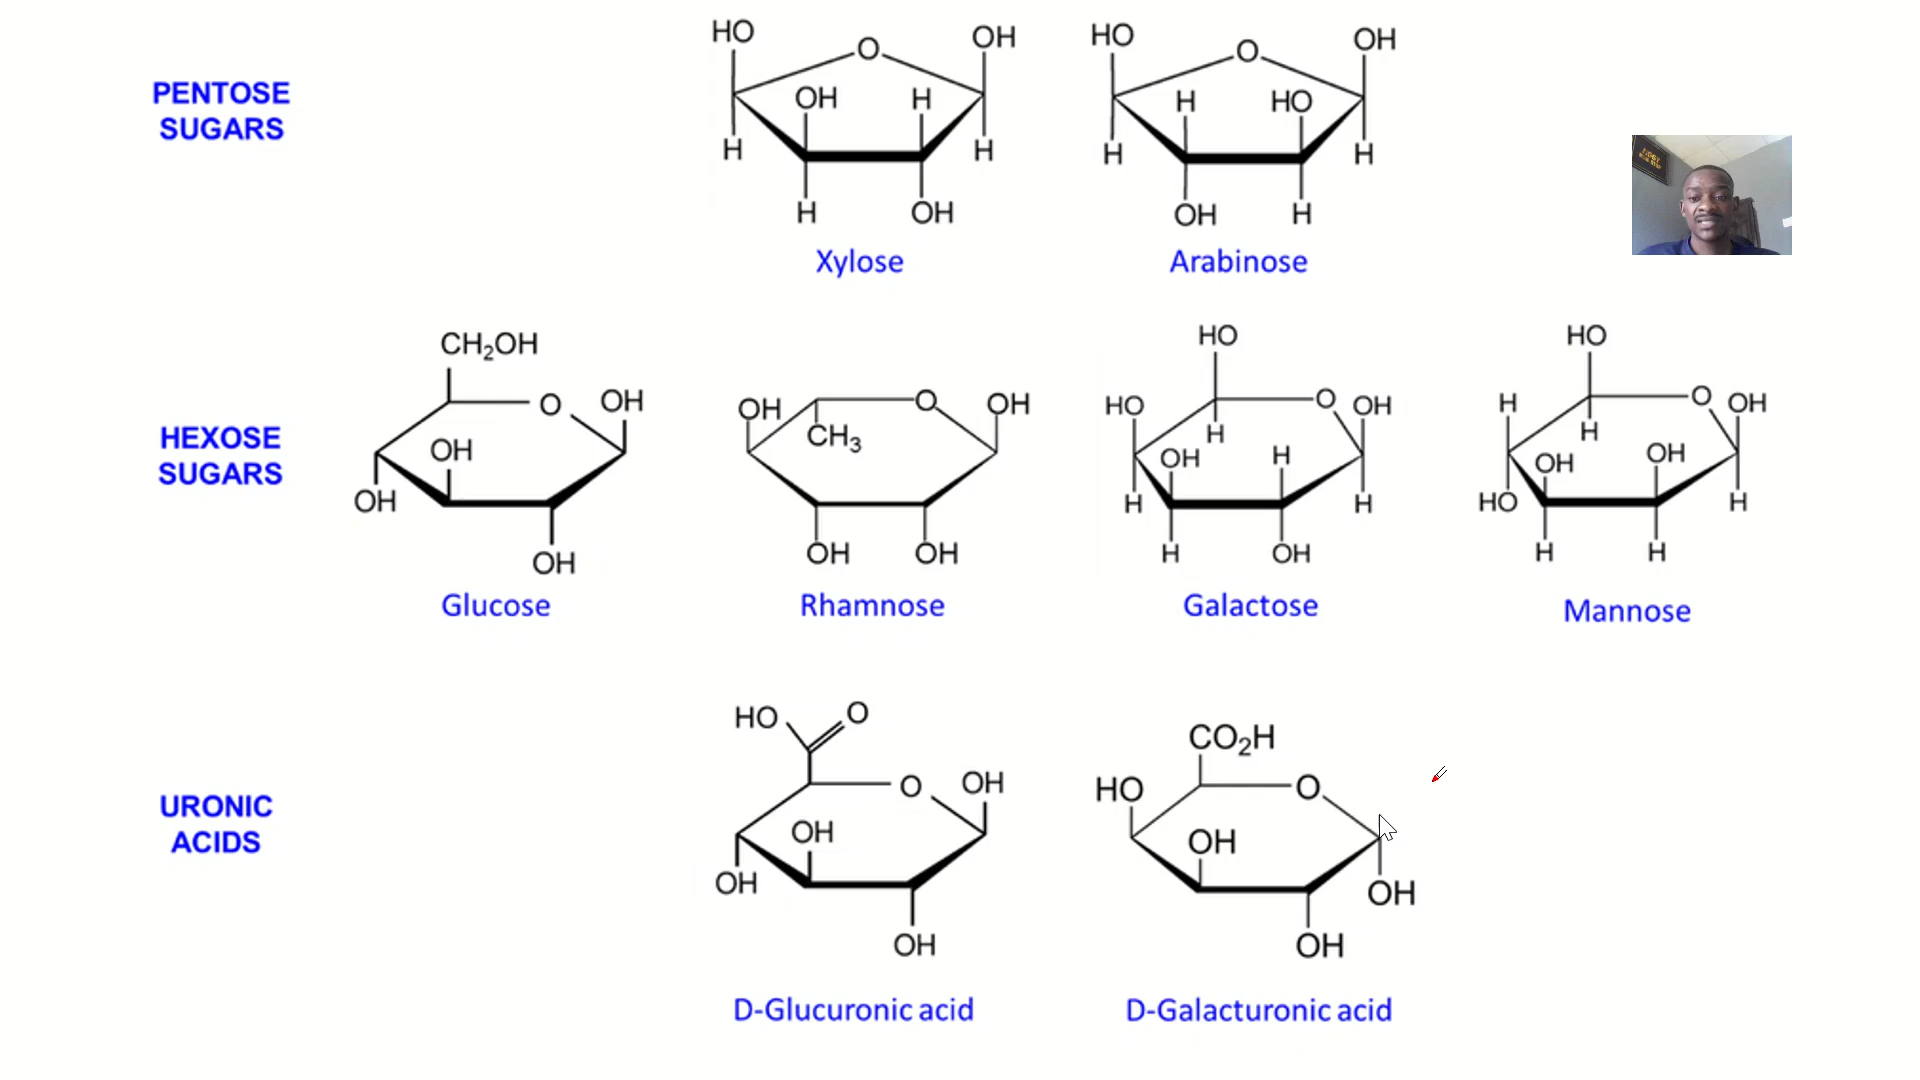 PENTOSE
SUGARS
HO O OH
OH H
H H
H OH
Xylose
HO O OH
H HO
H H
OH H
Arabinose
HEXOSE
SUGARS
CH₂OH
O OH
OH
OH
OH
Glucose
OH O OH
CH₃
OH OH
Rhamnose
HO
HO O OH
H
OH H
H H
H OH
Galactose
HO
H O OH
H
OH OH
HO H
H H
Mannose
URONIC
ACIDS
HO O
O OH
OH
OH
OH
D-Glucuronic acid
CO₂H
HO O
OH
OH
OH
D-Galacturonic acid